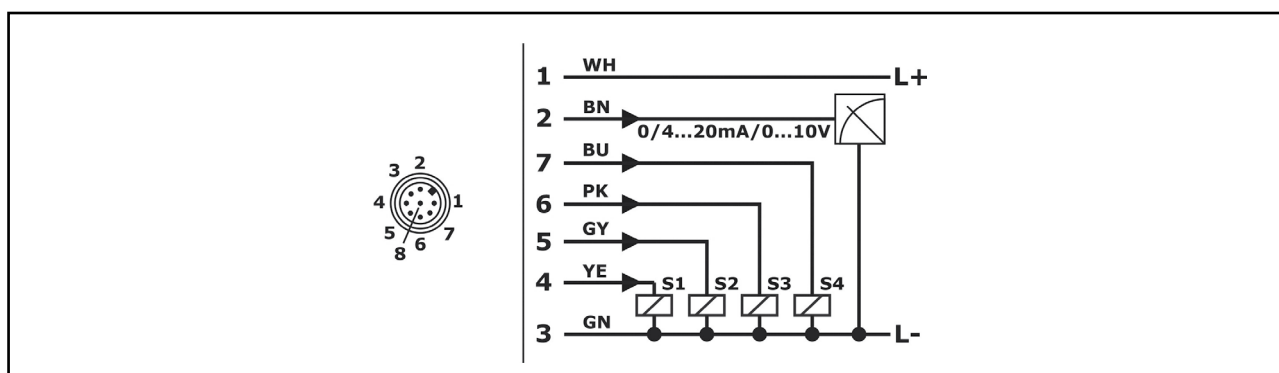 3 2
4 1
5 6 7
8
1 WH L+
2 BN
0/4...20mA/0...10V
7 BU
6 PK
5 GY
4 YE S1 S2 S3 S4
3 GN L-